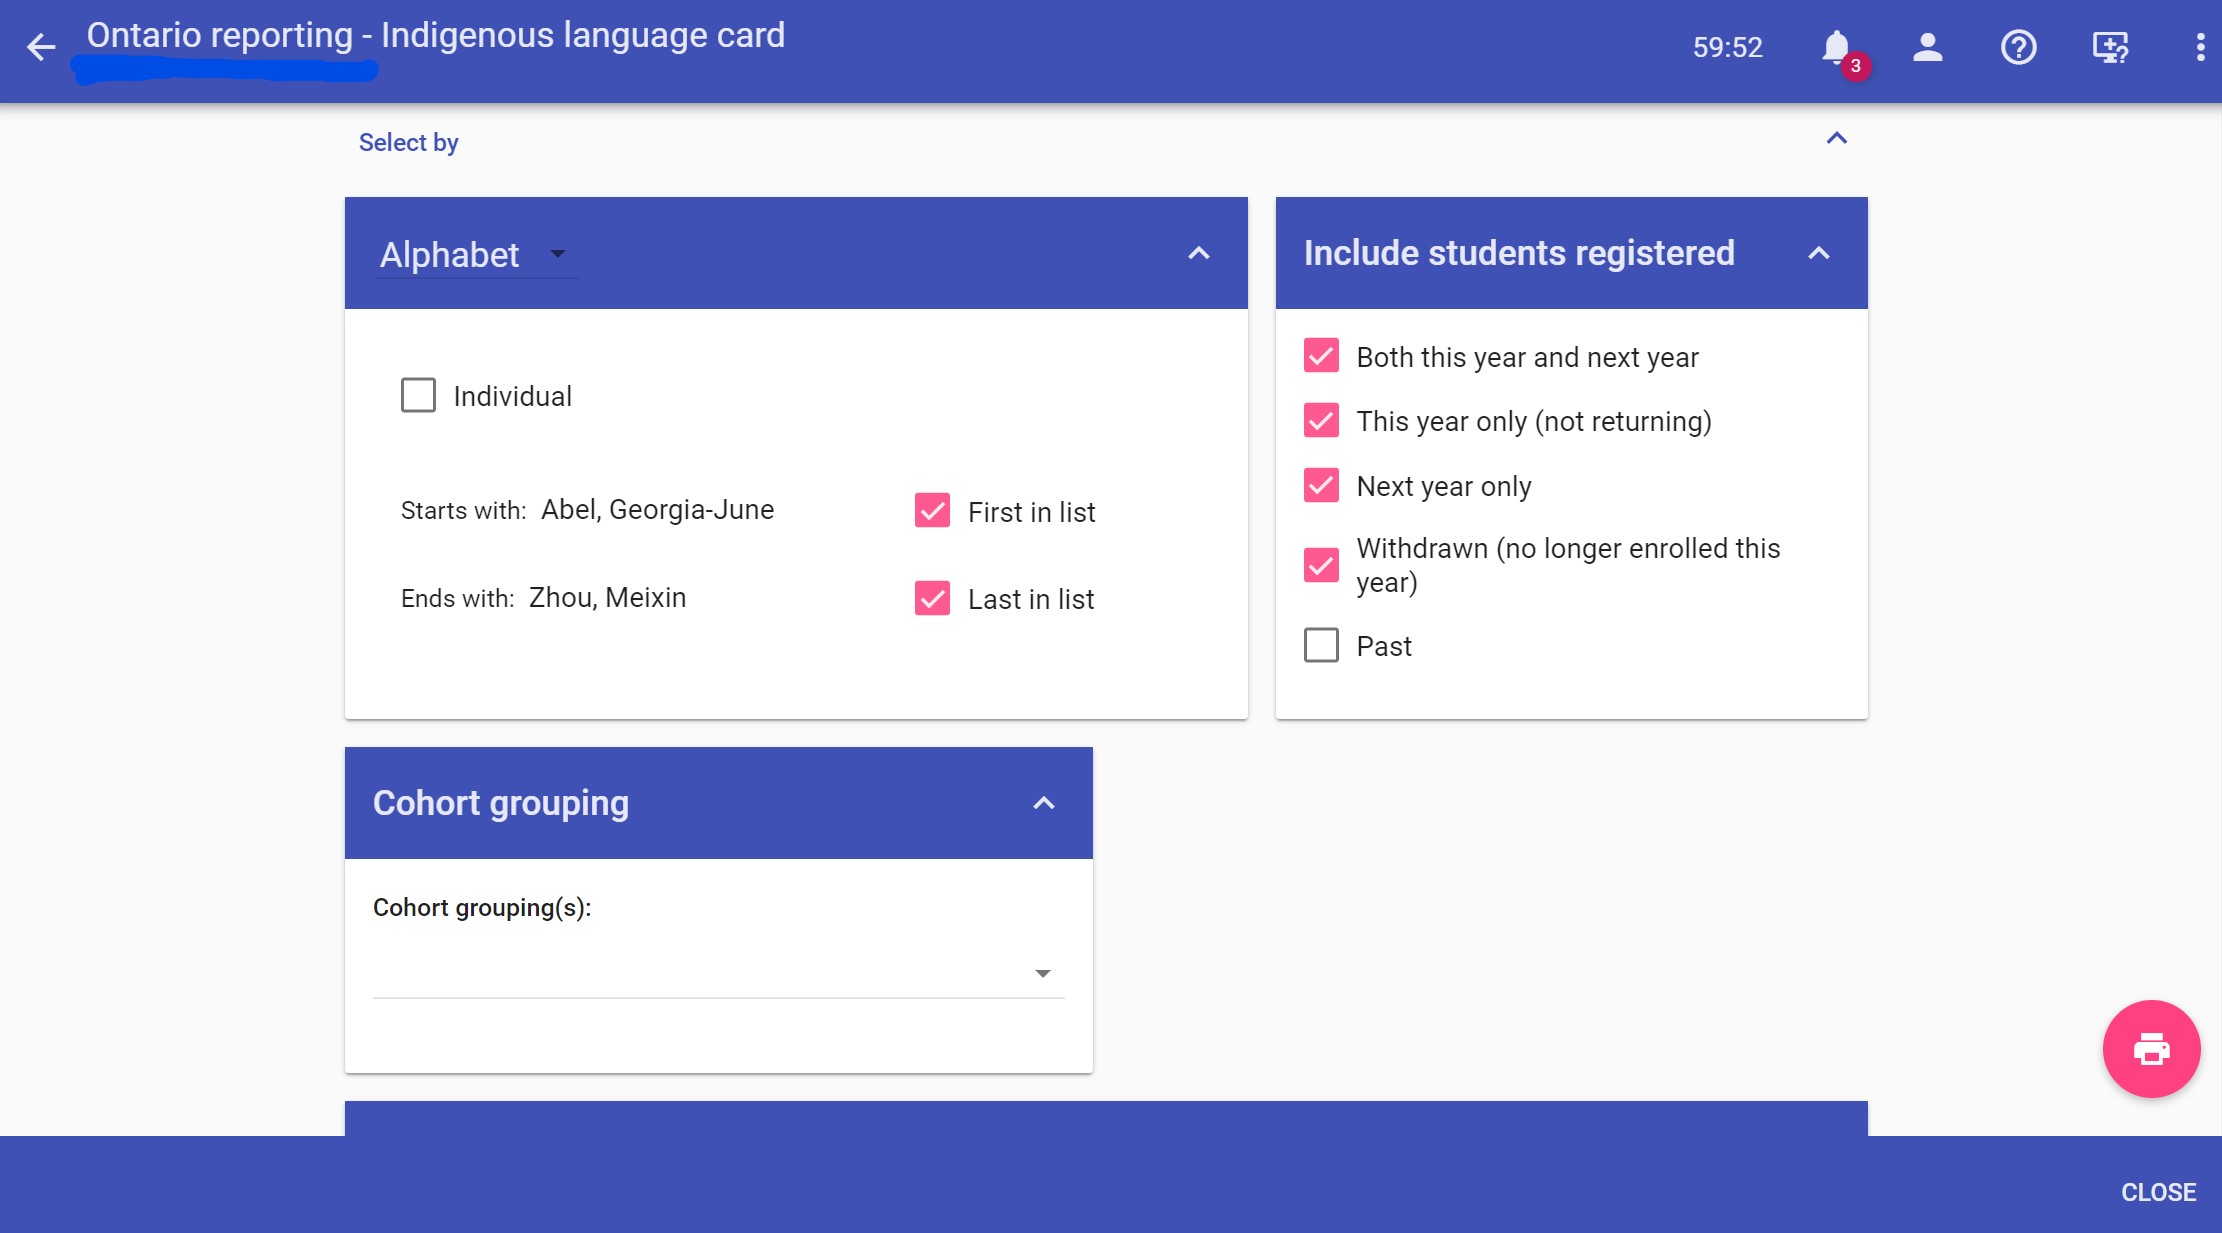 Ontario reporting - Indigenous language card
59:52
3
Select by
Alphabet
Individual
Starts with: Abel, Georgia-June
First in list
Ends with: Zhou, Meixin
Last in list
Include students registered
Both this year and next year
This year only (not returning)
Next year only
Withdrawn (no longer enrolled this
year)
Past
Cohort grouping
Cohort grouping(s):
CLOSE